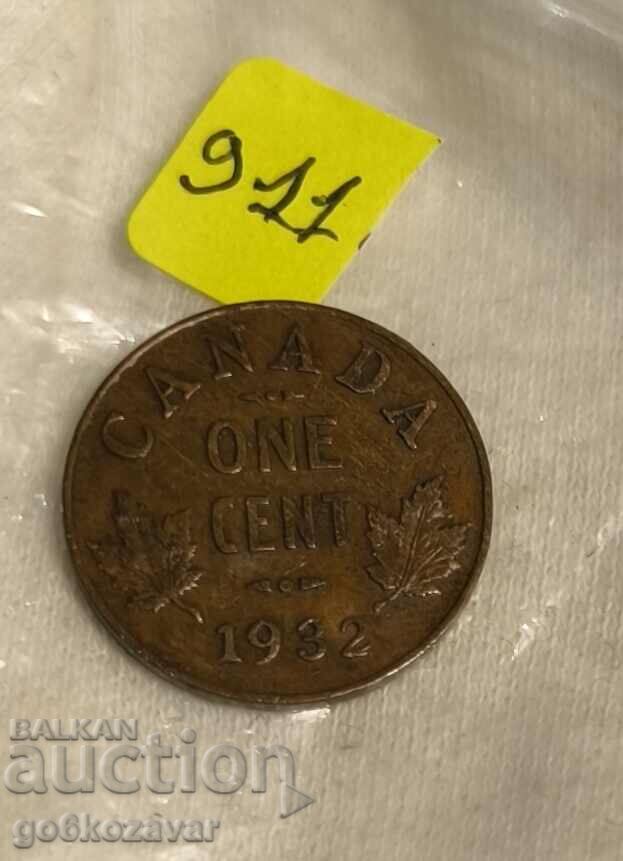 911
CANADA
ONE
CENT
1932
BALKAN
auction
go6kozavar